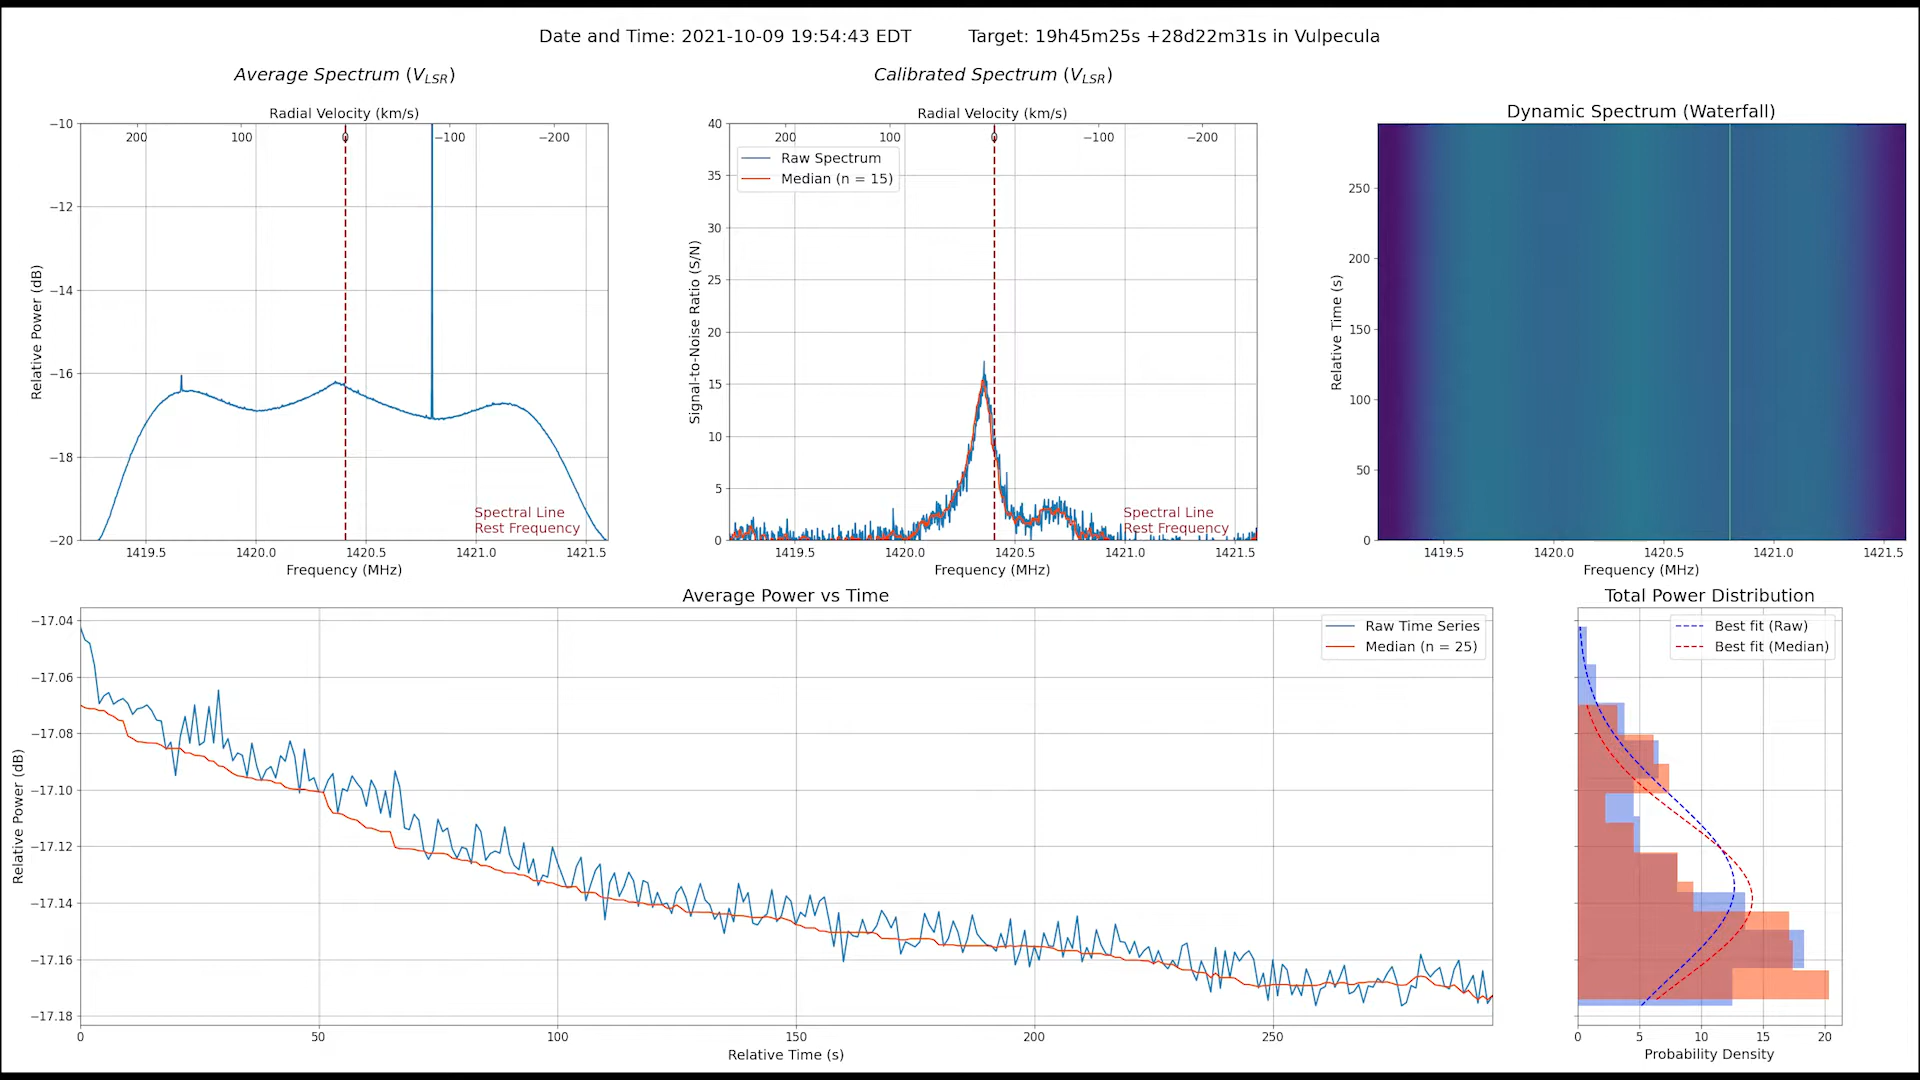 Date and Time: 2021-10-09 19:54:43 EDT Target: 19h45m25s +28d22m31s in Vulpecula
Average Spectrum (V_LSR)
Radial Velocity (km/s)
200 100 0 −100 −200
−10
−12
−14
−16
−18
−20
Relative Power (dB)
Spectral Line
Rest Frequency
1419.5 1420.0 1420.5 1421.0 1421.5
Frequency (MHz)
Calibrated Spectrum (V_LSR)
Radial Velocity (km/s)
200 100 0 −100 −200
Raw Spectrum
Median (n = 15)
40
35
30
25
20
15
10
5
0
Signal-to-Noise Ratio (S/N)
Spectral Line
Rest Frequency
1419.5 1420.0 1420.5 1421.0 1421.5
Frequency (MHz)
Dynamic Spectrum (Waterfall)
250
200
150
100
50
0
Relative Time (s)
1419.5 1420.0 1420.5 1421.0 1421.5
Frequency (MHz)
Average Power vs Time
Raw Time Series
Median (n = 25)
−17.04
−17.06
−17.08
−17.10
−17.12
−17.14
−17.16
−17.18
Relative Power (dB)
0 50 100 150 200 250
Relative Time (s)
Total Power Distribution
Best fit (Raw)
Best fit (Median)
0 5 10 15 20
Probability Density